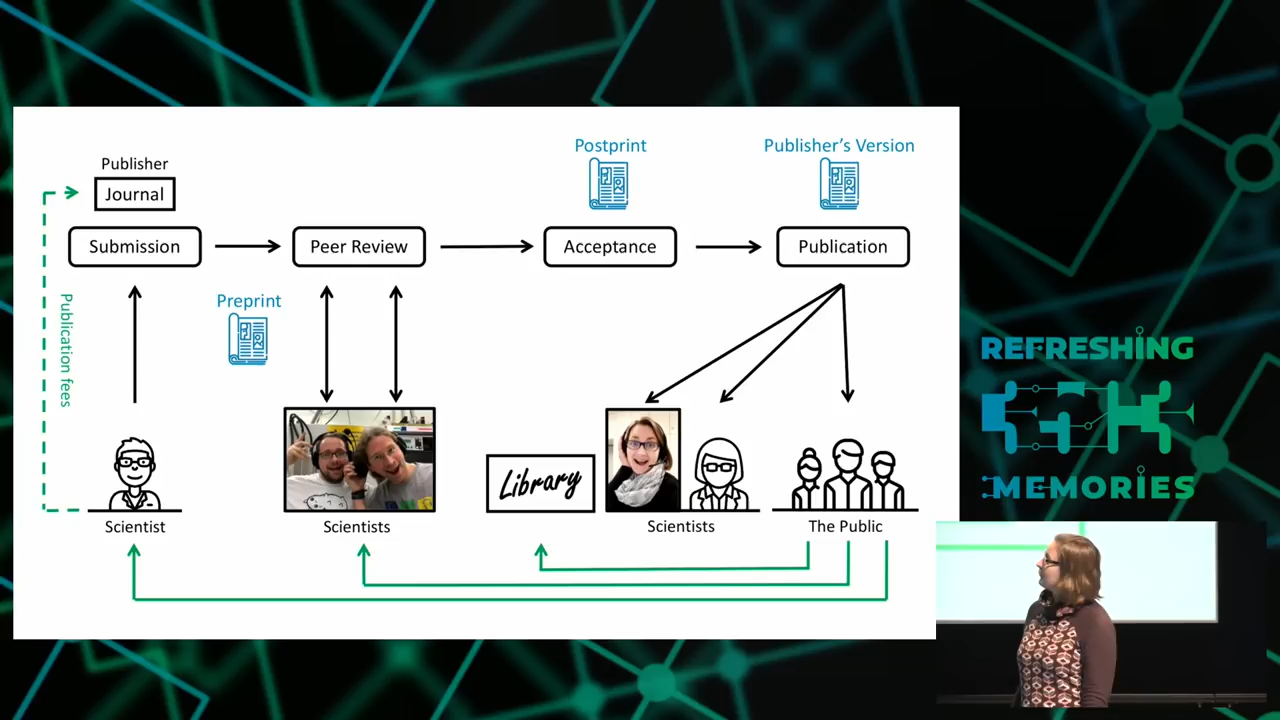 Postprint
Publisher's Version
Publisher
Journal
Submission
Peer Review
Acceptance
Publication
Publication fees
Preprint
Library
Scientist
Scientists
Scientists
The Public
REFRESHING
MEMORIES